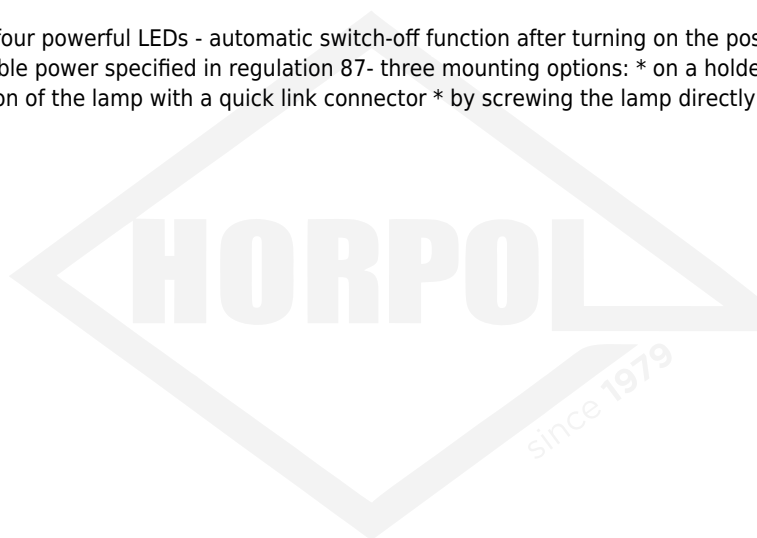 four powerful LEDs - automatic switch-off function after turning on the pos
ble power specified in regulation 87- three mounting options: * on a holde
on of the lamp with a quick link connector * by screwing the lamp directly
HORPOL
since 1979